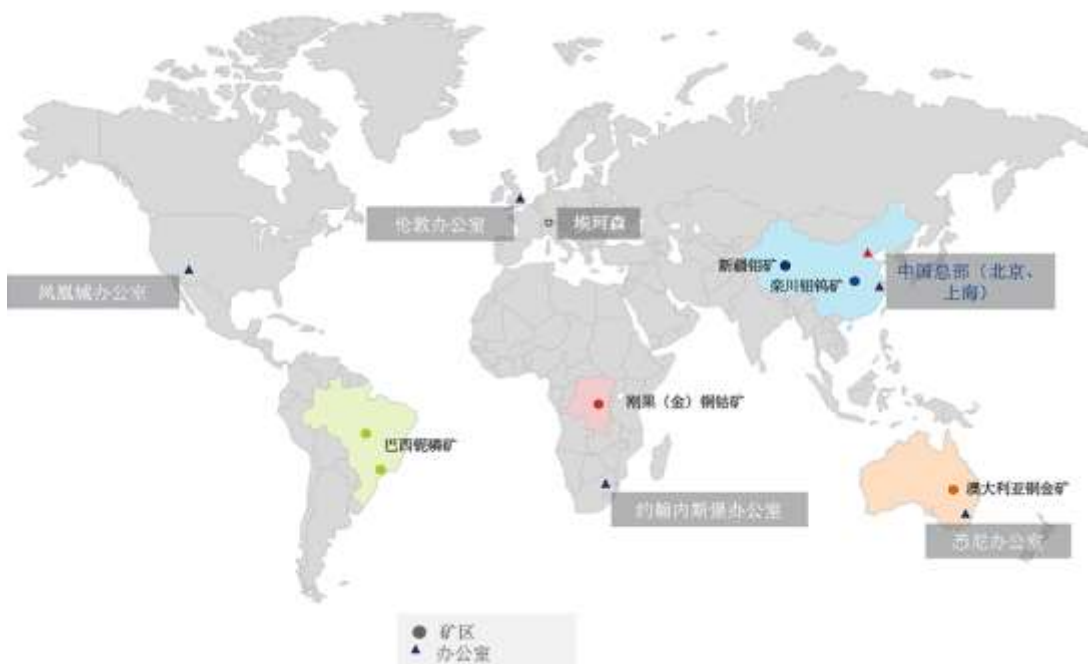 伦敦办公室
埃珂森
新疆钼矿
栾川钼钨矿
中国总部（北京、
上海）
凤凰城办公室
刚果（金）铜钴矿
巴西铌磷矿
澳大利亚铜金矿
约翰内斯堡办公室
悉尼办公室
矿区
办公室